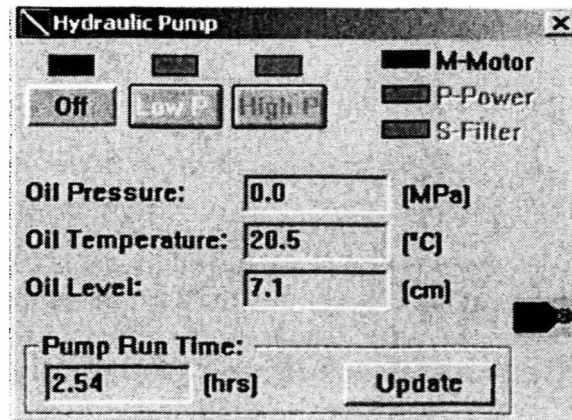 Hydraulic Pump
M-Motor
Off Low P High P P-Power
S-Filter
Oil Pressure: 0.0 (MPa)
Oil Temperature: 20.5 (°C)
Oil Level: 7.1 (cm)
Pump Run Time:
2.54 (hrs) Update